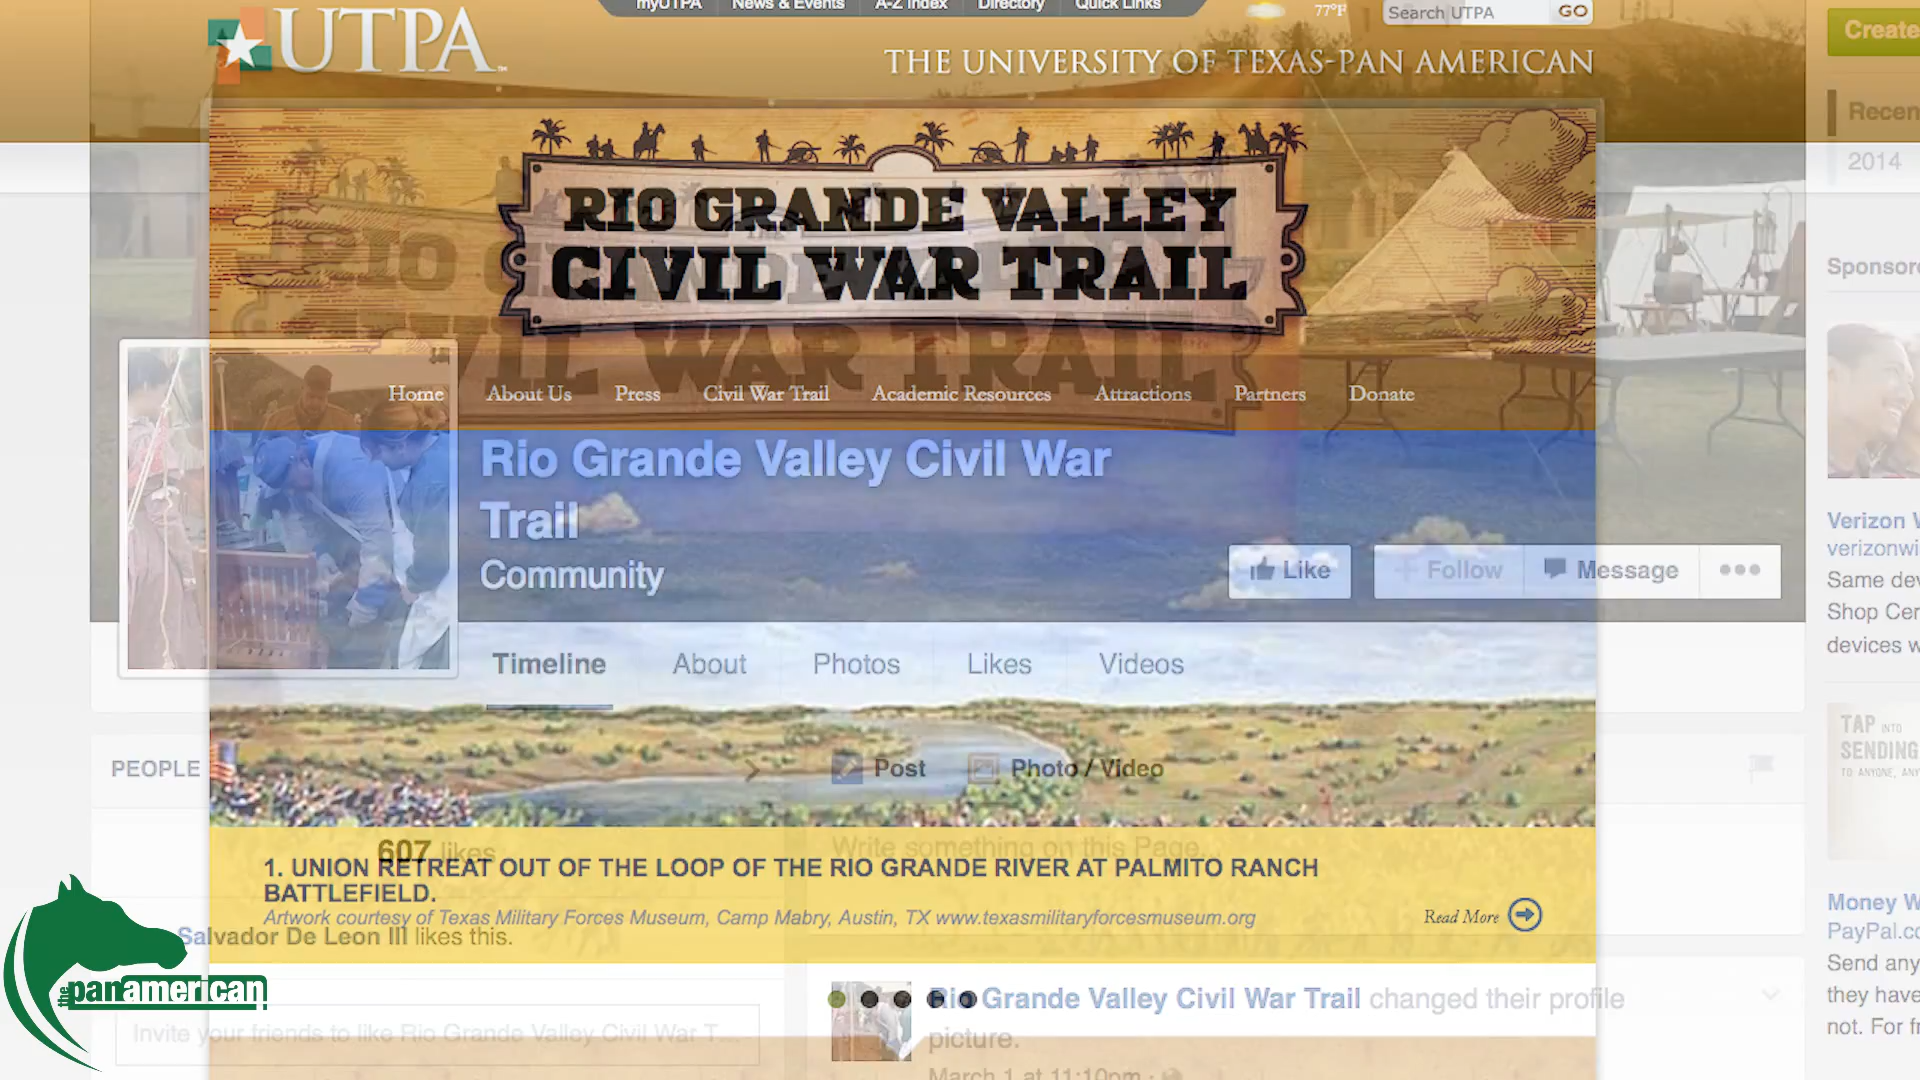 myUTPA News & Events A-Z Index Directory Quick Links 77°F Search UTPA GO
Create
UTPA
THE UNIVERSITY OF TEXAS-PAN AMERICAN
Recen
2014
RIO GRANDE VALLEY
CIVIL WAR TRAIL
Sponsore
Home About Us Press Civil War Trail Academic Resources Attractions Partners Donate
Rio Grande Valley Civil War
Trail
Community
Like Follow Message
Verizon W
verizonwi
Same dev
Shop Cer
devices w
Timeline About Photos Likes Videos
TAP INTO
SENDING
TO ANYONE, ANY
PEOPLE
Post Photo / Video
607 likes
Write something on this Page...
1. UNION RETREAT OUT OF THE LOOP OF THE RIO GRANDE RIVER AT PALMITO RANCH
BATTLEFIELD.
Artwork courtesy of Texas Military Forces Museum, Camp Mabry, Austin, TX www.texasmilitaryforcesmuseum.org
Read More
Salvador De Leon III likes this.
Money W
PayPal.co
Send any
they have
not. For fr
the panamerican
Rio Grande Valley Civil War Trail changed their profile
picture.
Invite your friends to like Rio Grande Valley Civil War T...
March 1 at 11:10pm